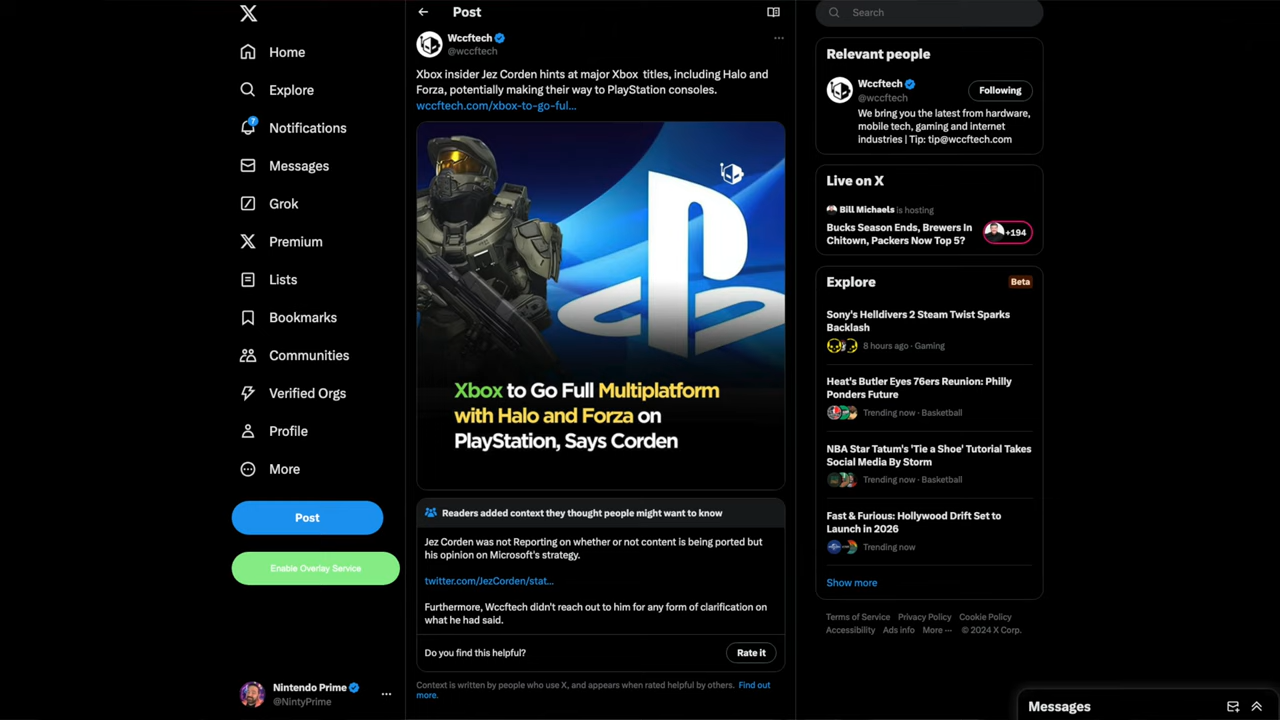 Home
Explore
7
Notifications
Messages
Grok
Premium
Lists
Bookmarks
Communities
Verified Orgs
Profile
More
Post
Enable Overlay Service
Nintendo Prime
@NintyPrime
Post
Wccftech
@wccftech
Xbox insider Jez Corden hints at major Xbox titles, including Halo and
Forza, potentially making their way to PlayStation consoles.
wccftech.com/xbox-to-go-ful...
Xbox to Go Full Multiplatform
with Halo and Forza on
PlayStation, Says Corden
Readers added context they thought people might want to know
Jez Corden was not Reporting on whether or not content is being ported but
his opinion on Microsoft's strategy.
twitter.com/JezCorden/stat...
Furthermore, Wccftech didn't reach out to him for any form of clarification on
what he had said.
Do you find this helpful?
Rate it
Context is written by people who use X, and appears when rated helpful by others. Find out
more.
Search
Relevant people
Wccftech
@wccftech
Following
We bring you the latest from hardware,
mobile tech, gaming and internet
industries | Tip: tip@wccftech.com
Live on X
Bill Michaels is hosting
Bucks Season Ends, Brewers In
Chitown, Packers Now Top 5?
+194
Explore
Beta
Sony's Helldivers 2 Steam Twist Sparks
Backlash
8 hours ago · Gaming
Heat's Butler Eyes 76ers Reunion: Philly
Ponders Future
Trending now · Basketball
NBA Star Tatum's 'Tie a Shoe' Tutorial Takes
Social Media By Storm
Trending now · Basketball
Fast & Furious: Hollywood Drift Set to
Launch in 2026
Trending now
Show more
Terms of Service Privacy Policy Cookie Policy
Accessibility Ads info More ··· © 2024 X Corp.
Messages